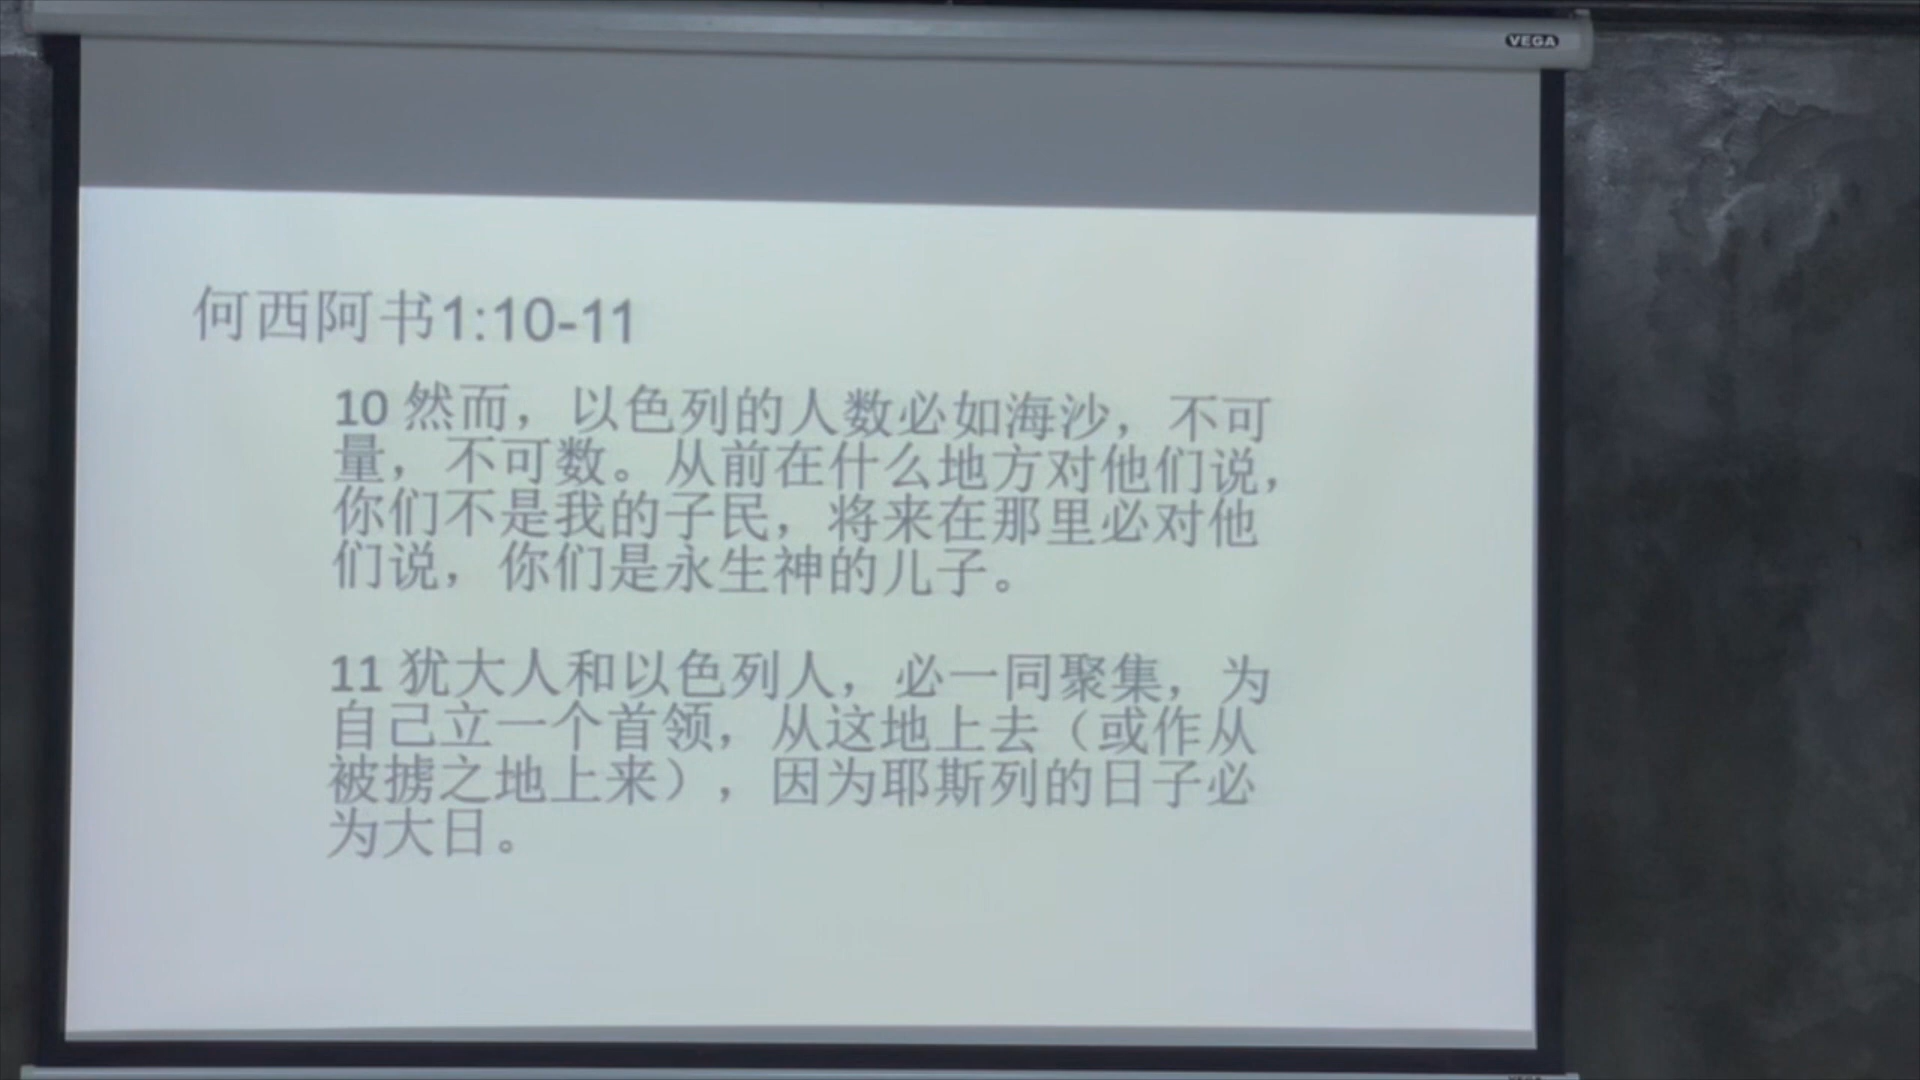 VEGA
何西阿书1:10-11
10 然而，以色列的人数必如海沙，不可
量，不可数。从前在什么地方对他们说，
你们不是我的子民，将来在那里必对他
们说，你们是永生神的儿子。
11 犹大人和以色列人，必一同聚集，为
自己立一个首领，从这地上去（或作从
被掳之地上来），因为耶斯列的日子必
为大日。